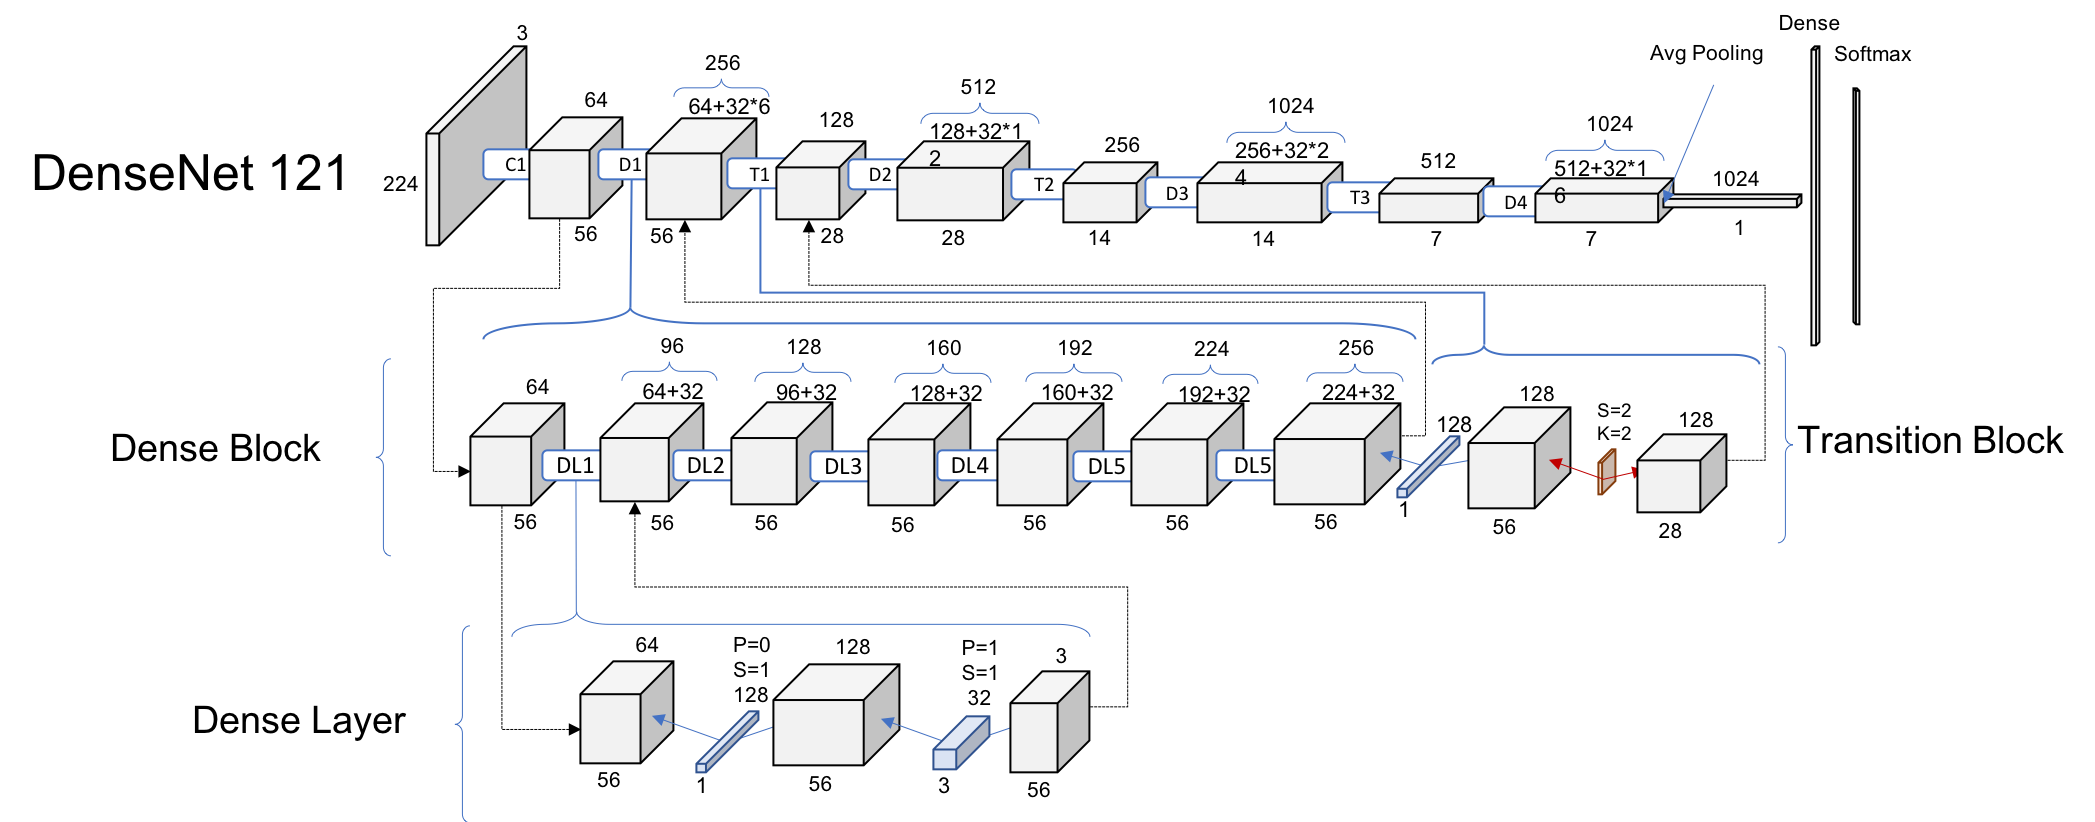 DenseNet 121
3
224
C1
64
56
D1
256
64+32*6
56
T1
128
28
D2
512
128+32*1
2
28
T2
256
14
D3
1024
256+32*2
4
14
T3
512
7
D4
1024
512+32*1
6
7
Avg Pooling
1024
1
Dense
Softmax
Dense Block
64
56
DL1
96
64+32
56
DL2
128
96+32
56
DL3
160
128+32
56
DL4
192
160+32
56
DL5
224
192+32
56
DL5
256
224+32
56
128
1
128
56
S=2
K=2
128
28
Transition Block
Dense Layer
64
56
P=0
S=1
128
1
128
56
P=1
S=1
32
3
3
56